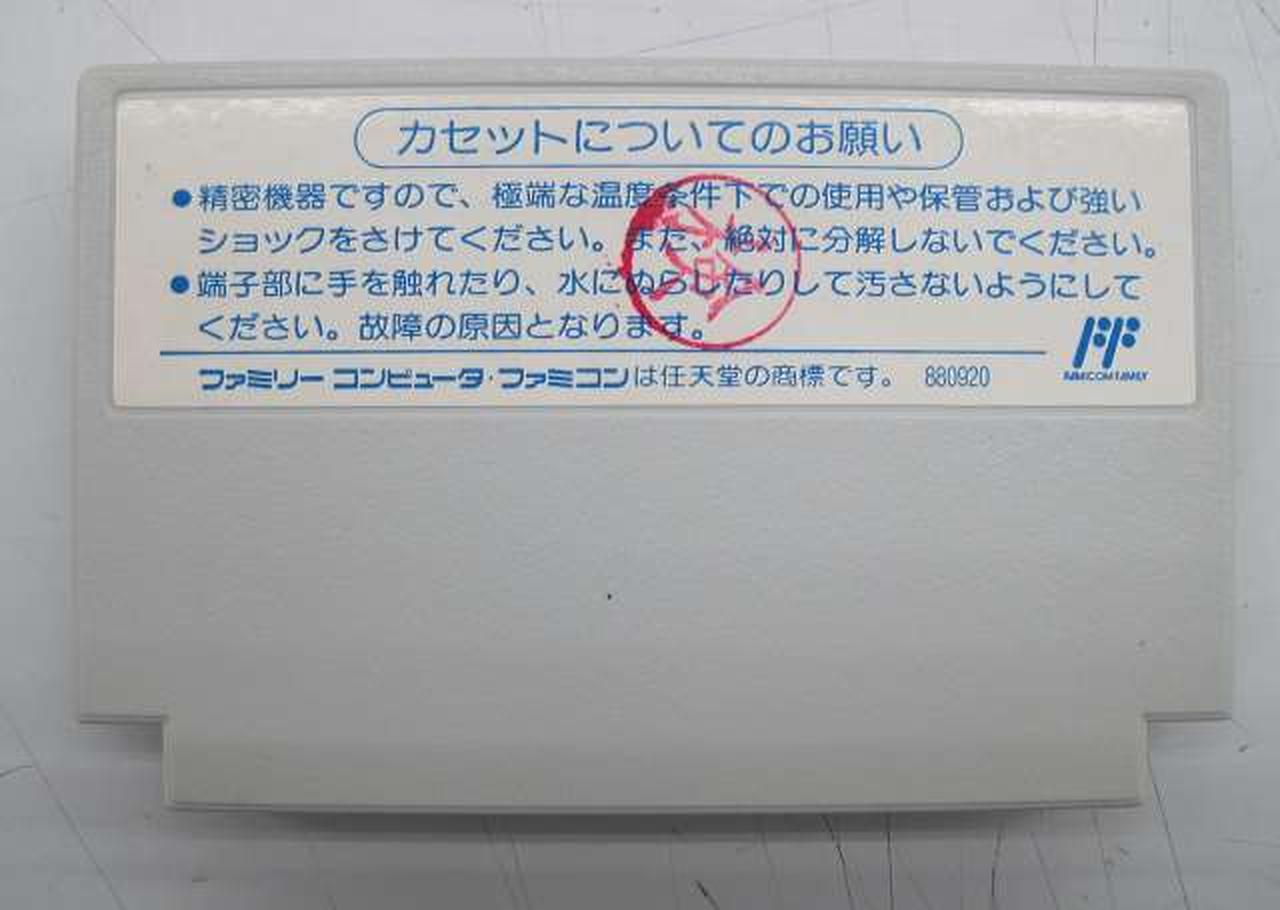 カセットについてのお願い
●精密機器ですので、極端な温度条件下での使用や保管および強い
ショックをさけてください。また、絶対に分解しないでください。
●端子部に手を触れたり、水にぬらしたりして汚さないようにして
ください。故障の原因となります。
ファミリー コンピュータ・ファミコンは任天堂の商標です。 880920
FF
FAMICOM FAMILY